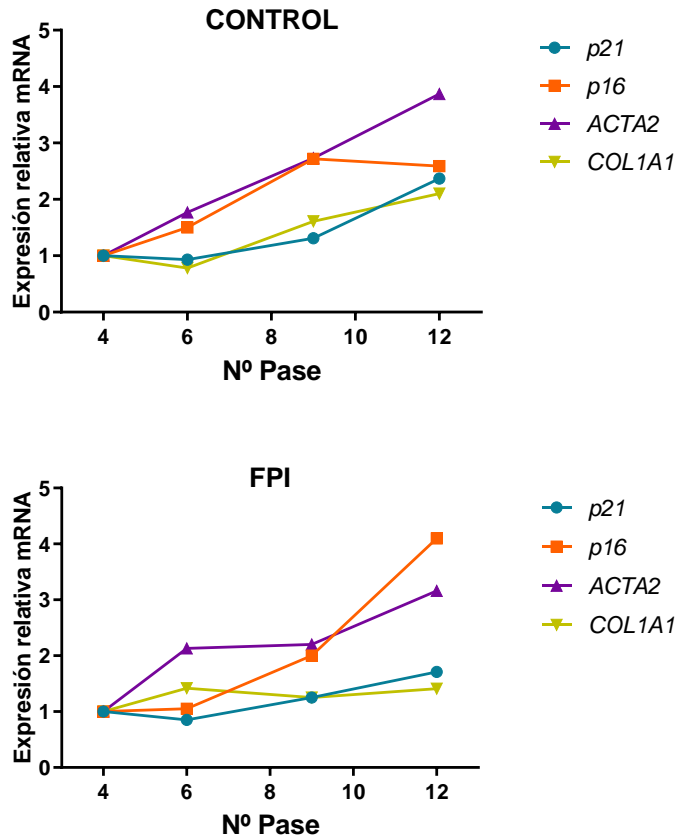 CONTROL
Expresión relativa mRNA
5
4
3
2
1
0
4 6 8 10 12
Nº Pase
p21
p16
ACTA2
COL1A1
FPI
Expresión relativa mRNA
5
4
3
2
1
0
4 6 8 10 12
Nº Pase
p21
p16
ACTA2
COL1A1